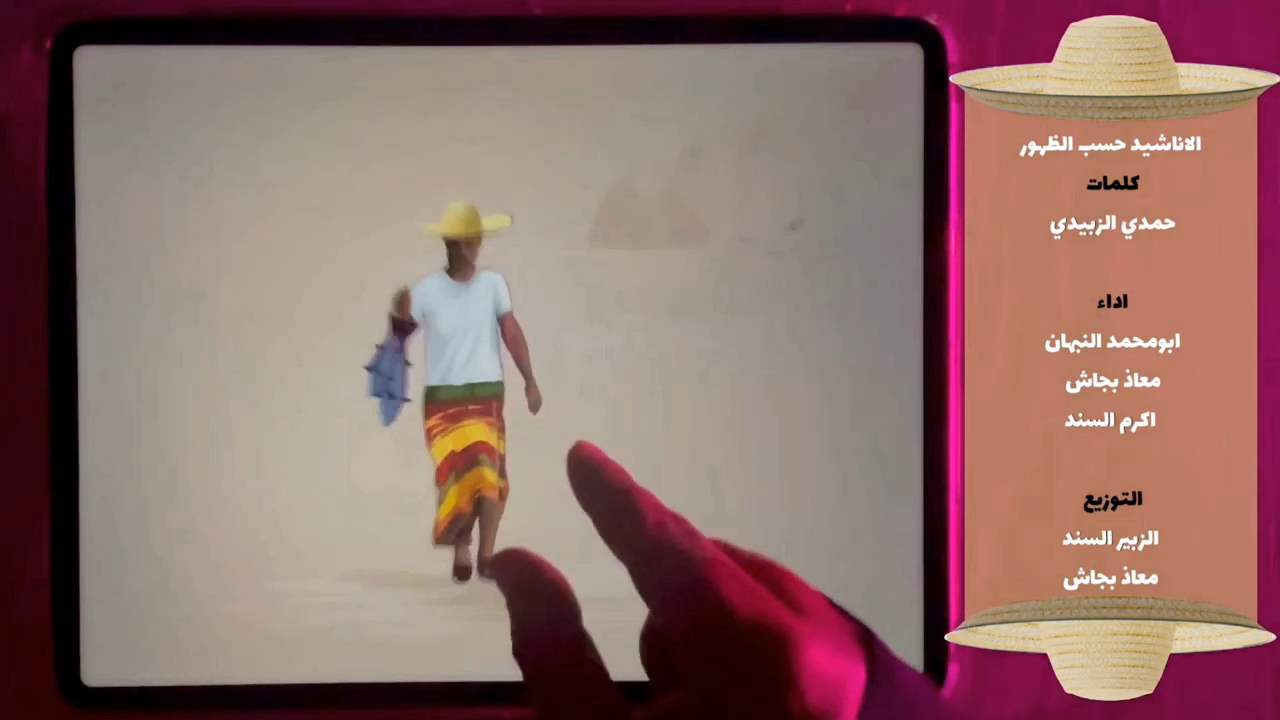 الاناشيد حسب الظهور
كلمات
حمدي الزبيدي
اداء
ابومحمد النبهان
معاذ بجاش
اكرم السند
التوزيع
الزبير السند
معاذ بجاش